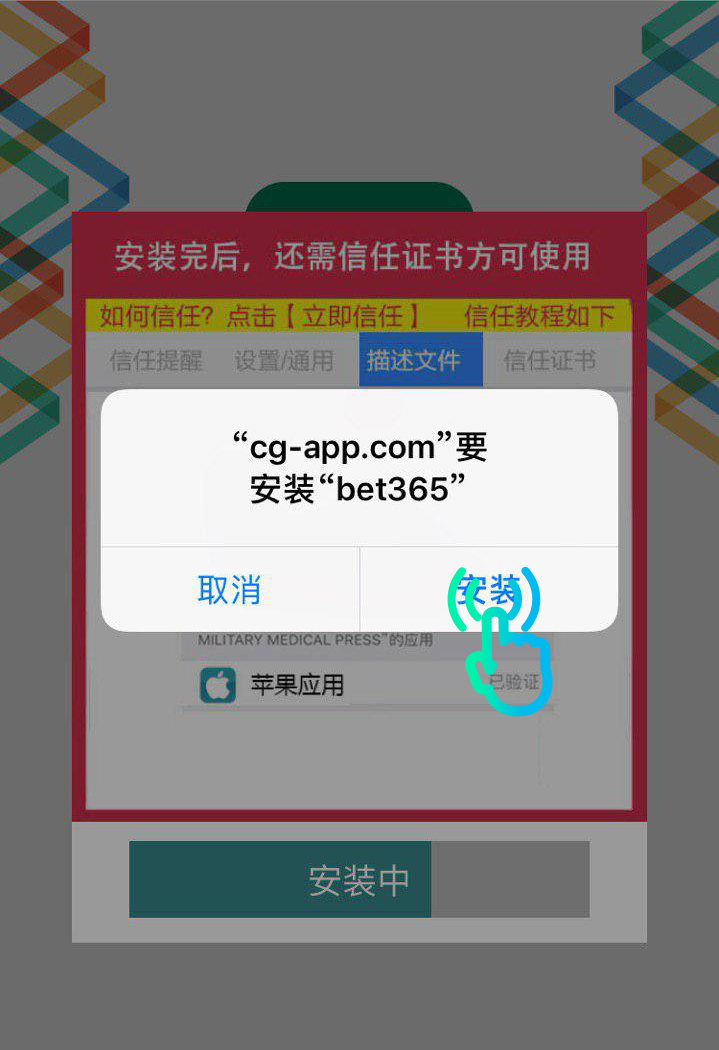 安装完后，还需信任证书方可使用
如何信任？点击【立即信任】 信任教程如下
信任提醒 设置/通用 描述文件 信任证书
“cg-app.com”要
安装“bet365”
取消 安装
MILITARY MEDICAL PRESS”的应用
苹果应用 已验证
安装中